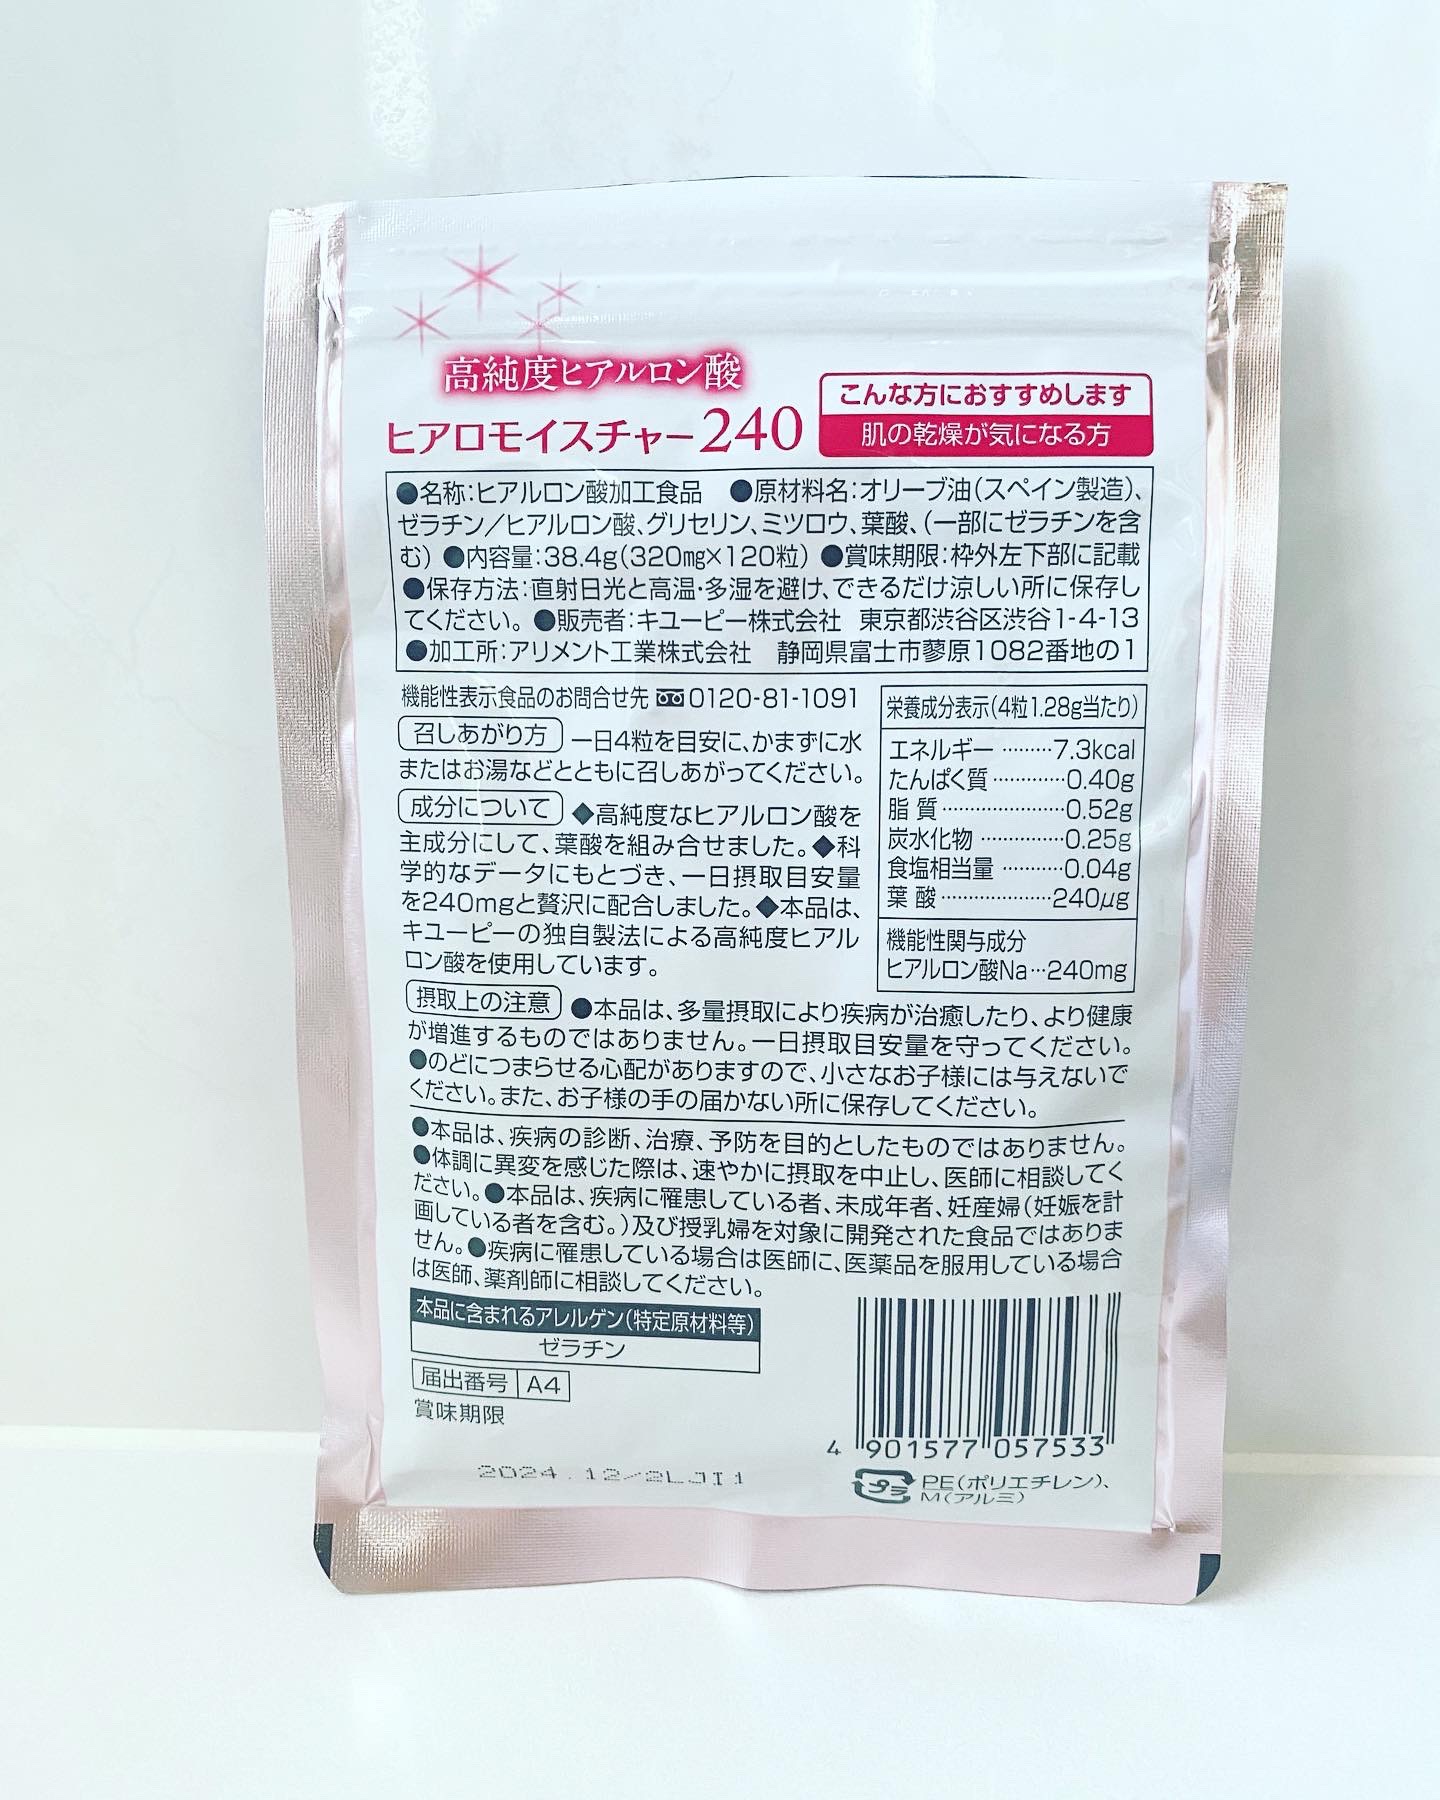 高純度ヒアルロン酸
ヒアロモイスチャー240
こんな方におすすめします
肌の乾燥が気になる方
●名称:ヒアルロン酸加工食品 ●原材料名:オリーブ油(スペイン製造)、
ゼラチン/ヒアルロン酸、グリセリン、ミツロウ、葉酸、(一部にゼラチンを含
む) ●内容量:38.4g(320mg×120粒) ●賞味期限:枠外左下部に記載
●保存方法:直射日光と高温・多湿を避け、できるだけ涼しい所に保存し
てください。 ●販売者:キユーピー株式会社 東京都渋谷区渋谷1-4-13
●加工所:アリメント工業株式会社 静岡県富士市蓼原1082番地の1
機能性表示食品のお問合せ先 0120-81-1091
召しあがり方 一日4粒を目安に、かまずに水
またはお湯などとともに召しあがってください。
成分について ◆高純度なヒアルロン酸を
主成分にして、葉酸を組み合せました。◆科
学的なデータにもとづき、一日摂取目安量
を240mgと贅沢に配合しました。◆本品は、
キユーピーの独自製法による高純度ヒアル
ロン酸を使用しています。
栄養成分表示(4粒1.28g当たり)
エネルギー ………7.3kcal
たんぱく質 …………0.40g
脂 質 …………………0.52g
炭水化物 ……………0.25g
食塩相当量 …………0.04g
葉 酸 …………………240μg
機能性関与成分
ヒアルロン酸Na…240mg
摂取上の注意 ●本品は、多量摂取により疾病が治癒したり、より健康
が増進するものではありません。一日摂取目安量を守ってください。
●のどにつまらせる心配がありますので、小さなお子様には与えないで
ください。また、お子様の手の届かない所に保存してください。
●本品は、疾病の診断、治療、予防を目的としたものではありません。
●体調に異変を感じた際は、速やかに摂取を中止し、医師に相談してく
ださい。●本品は、疾病に罹患している者、未成年者、妊産婦(妊娠を計
画している者を含む。)及び授乳婦を対象に開発された食品ではありま
せん。●疾病に罹患している場合は医師に、医薬品を服用している場合
は医師、薬剤師に相談してください。
本品に含まれるアレルゲン(特定原材料等)
ゼラチン
届出番号 A4
賞味期限
2024.12/2LJI1
4 901577 057533
プラ PE(ポリエチレン)、
M(アルミ)